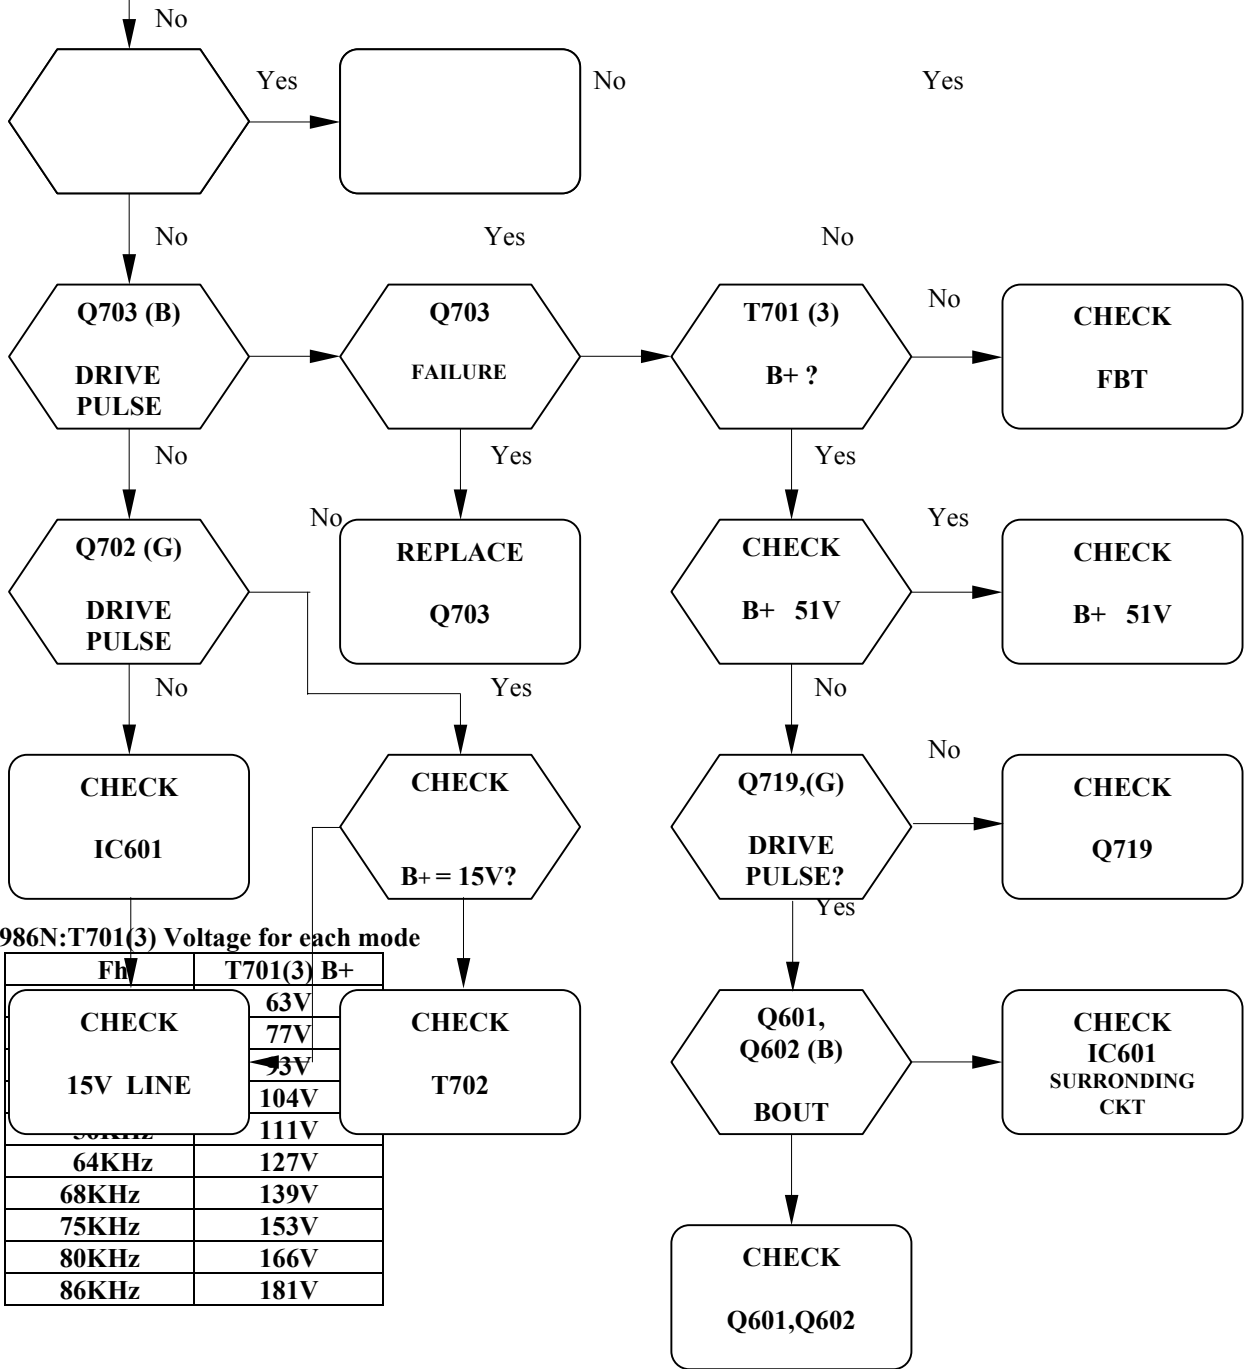 No
Yes
No
Yes
No
Yes
No
Q703 (B)
DRIVE
PULSE
Q703
FAILURE
T701 (3)
B+ ?
No
CHECK
FBT
No
Yes
Yes
Q702 (G)
DRIVE
PULSE
No
REPLACE
Q703
CHECK
B+ 51V
Yes
CHECK
B+ 51V
No
Yes
No
CHECK
IC601
CHECK
B+ = 15V?
Q719,(G)
DRIVE
PULSE?
No
CHECK
Q719
Yes
986N:T701(3) Voltage for each mode
Fh T701(3) B+
63V
77V
93V
104V
111V
64KHz 127V
68KHz 139V
75KHz 153V
80KHz 166V
86KHz 181V
CHECK
15V LINE
CHECK
T702
Q601,
Q602 (B)
BOUT
CHECK
IC601
SURRONDING
CKT
CHECK
Q601,Q602